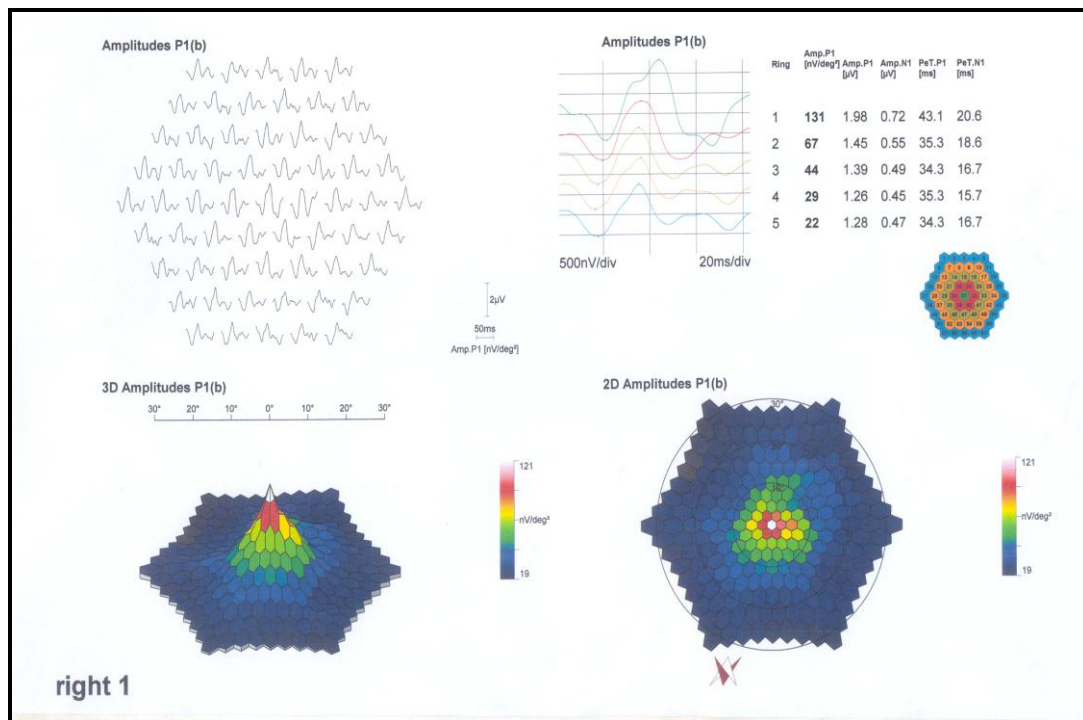 Amplitudes P1(b)
2µV
50ms
Amp.P1 [nV/deg²]
Amplitudes P1(b)
500nV/div 20ms/div
Ring Amp.P1 [nV/deg²] Amp.P1 [µV] Amp.N1 [µV] PeT.P1 [ms] PeT.N1 [ms]
1 131 1.98 0.72 43.1 20.6
2 67 1.45 0.55 35.3 18.6
3 44 1.39 0.49 34.3 16.7
4 29 1.26 0.45 35.3 15.7
5 22 1.28 0.47 34.3 16.7
3D Amplitudes P1(b)
30° 20° 10° 0° 10° 20° 30°
121
nV/deg²
19
2D Amplitudes P1(b)
30°
121
nV/deg²
19
right 1